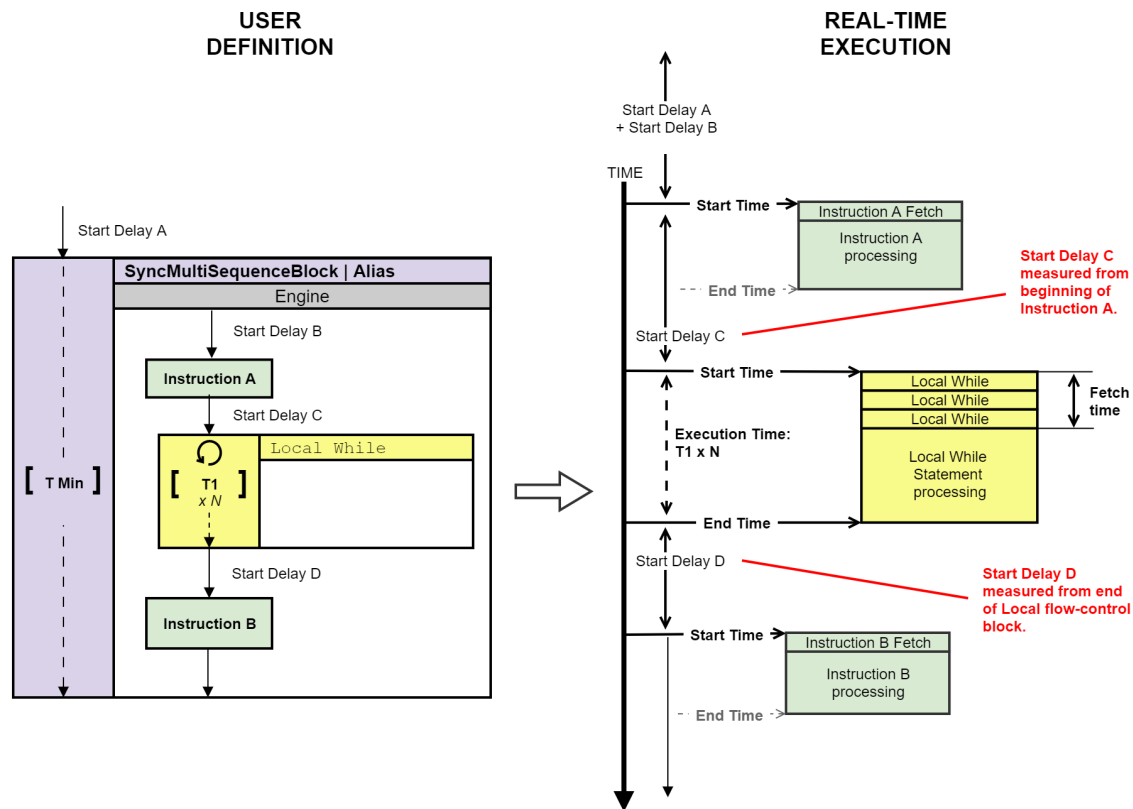 USER
DEFINITION
Start Delay A
SyncMultiSequenceBlock | Alias
Engine
Start Delay B
Instruction A
Start Delay C
Local While
[ T Min ]
[ T1 ]
x N
Start Delay D
Instruction B
REAL-TIME
EXECUTION
Start Delay A
+ Start Delay B
TIME
Start Time
Instruction A Fetch
Instruction A
processing
End Time
Start Delay C
Start Delay C
measured from
beginning of
Instruction A.
Start Time
Local While
Local While
Local While
Fetch
time
Execution Time:
T1 x N
Local While
Statement
processing
End Time
Start Delay D
Start Delay D
measured from end
of Local flow-control
block.
Start Time
Instruction B Fetch
Instruction B
processing
End Time